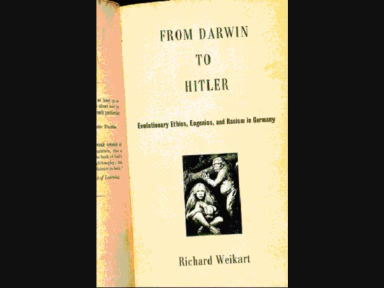 FROM DARWIN
TO
HITLER
Evolutionary Ethics, Eugenics, and Racism in Germany
Richard Weikart